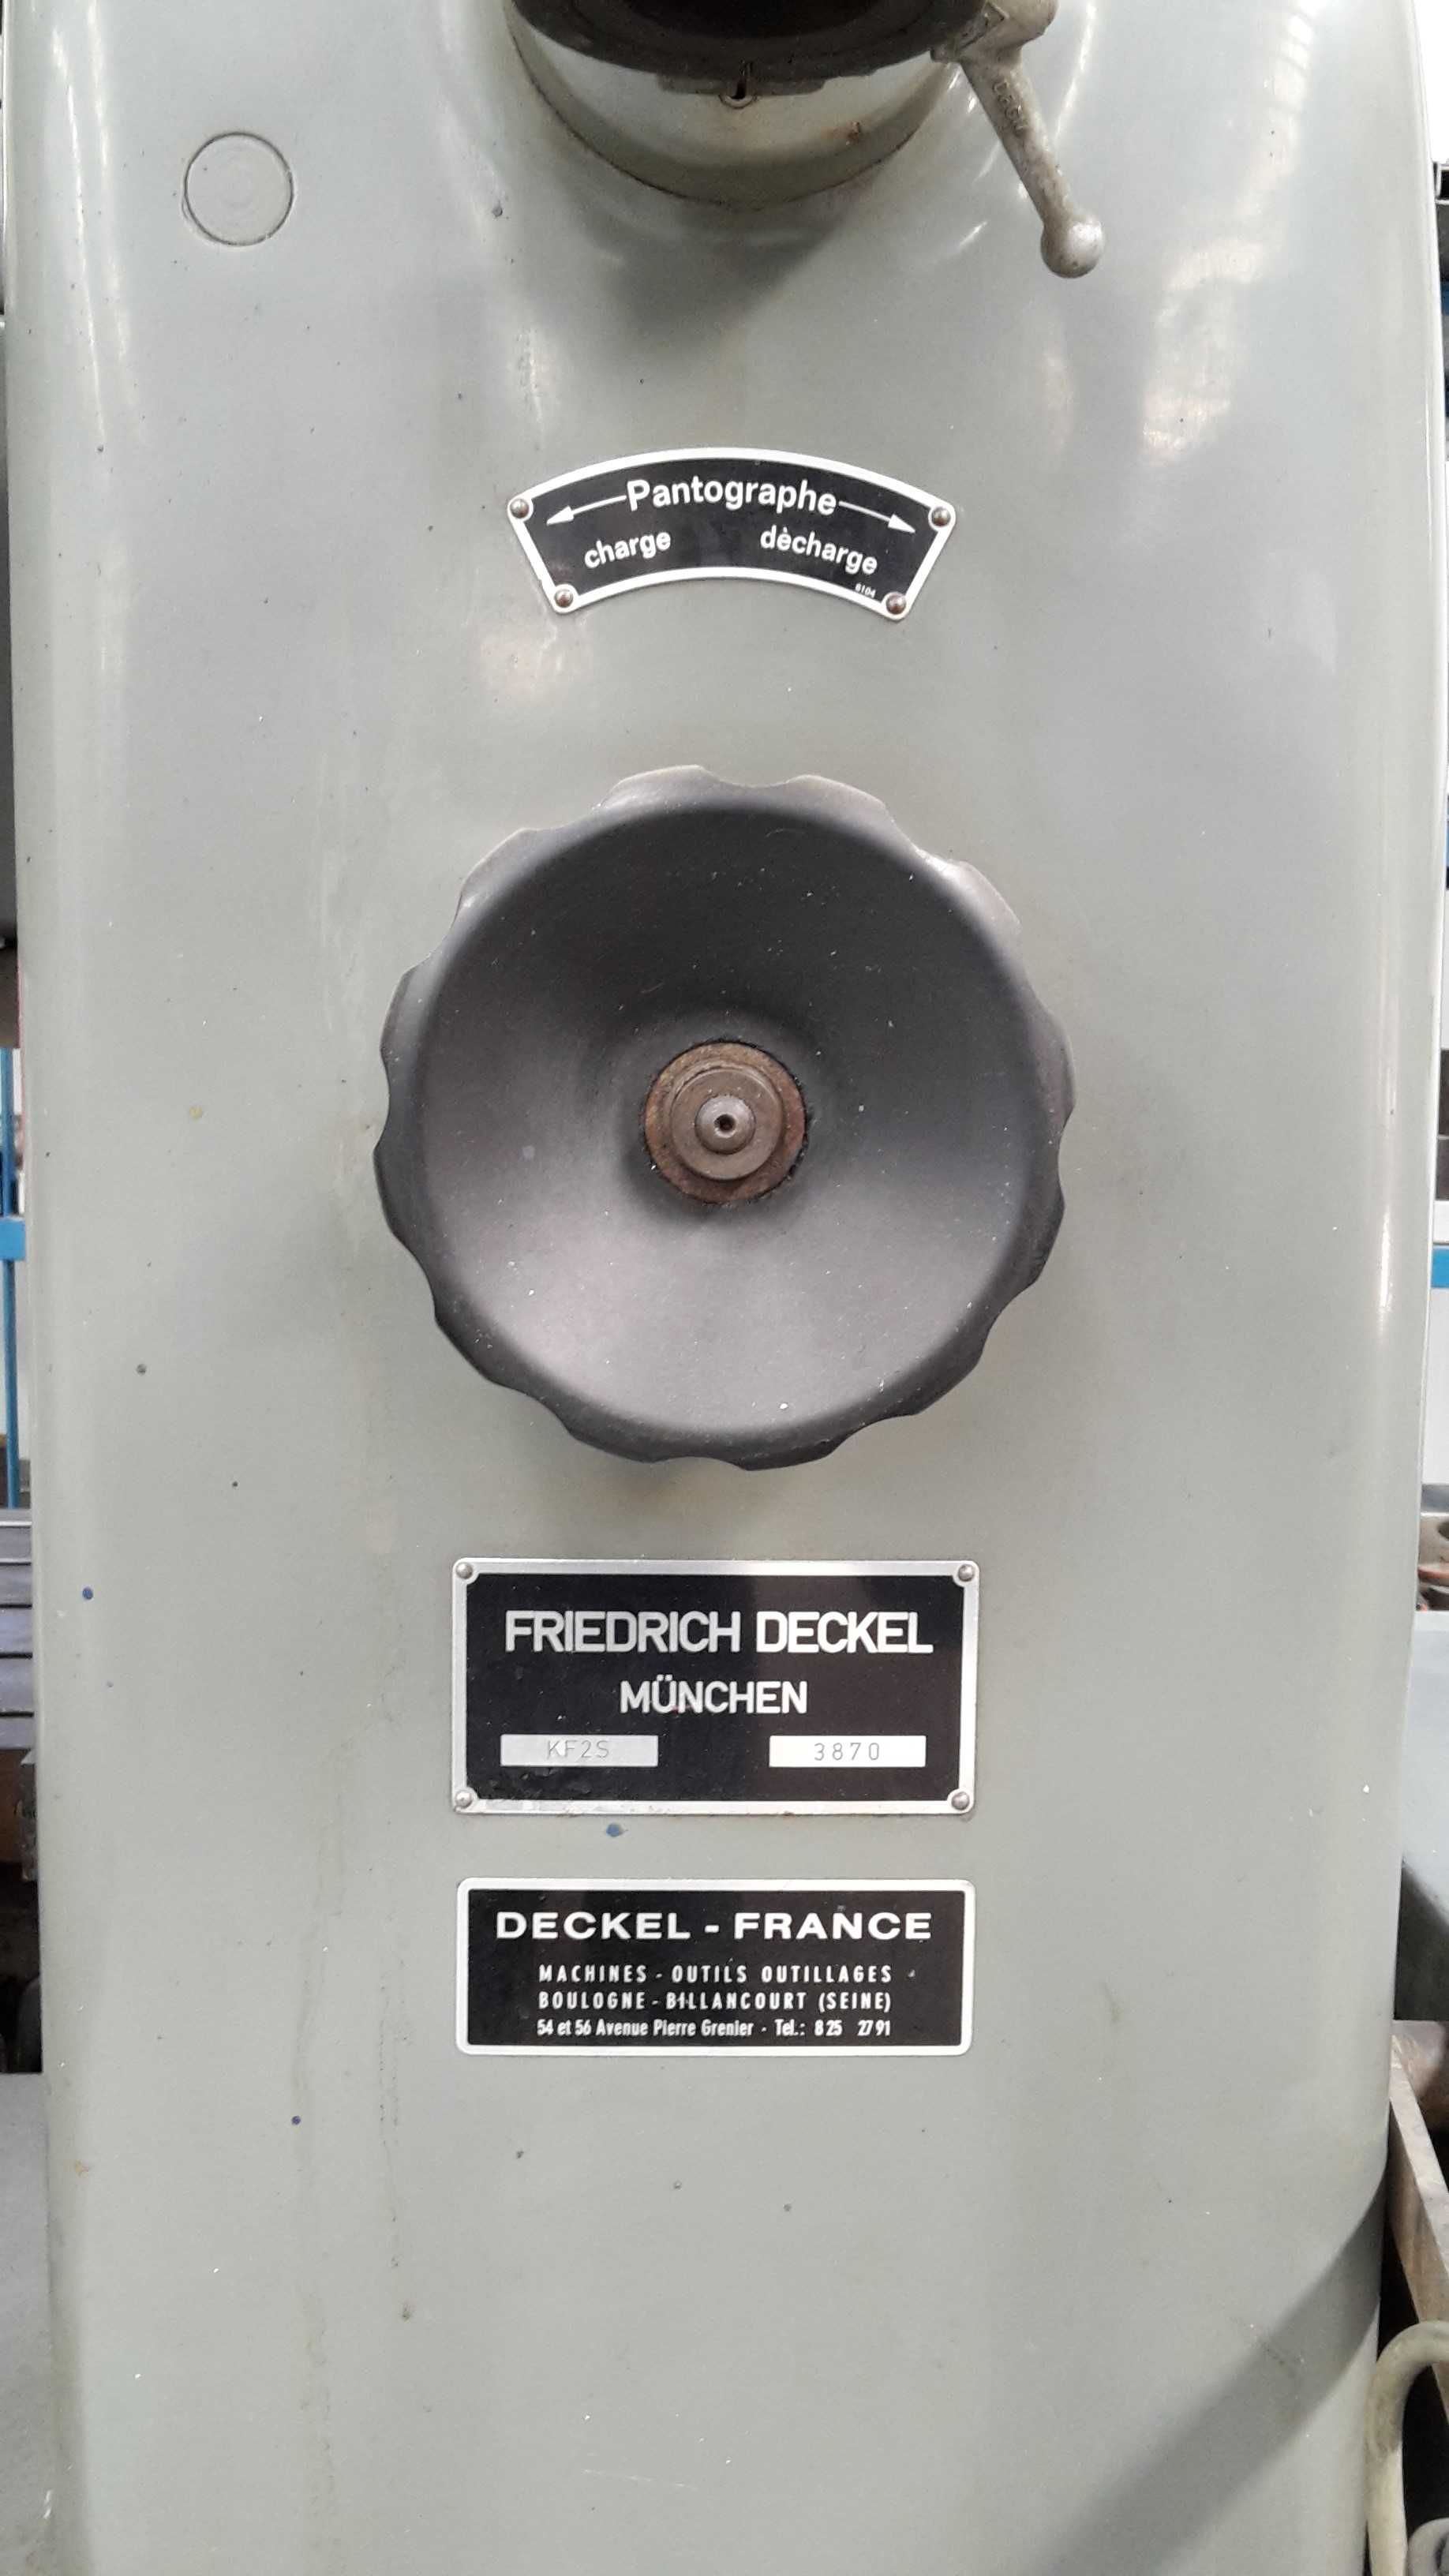 DRGM
Pantographe
charge dècharge
6104
FRIEDRICH DECKEL
MÜNCHEN
KF2S 3870
DECKEL - FRANCE
MACHINES - OUTILS OUTILLAGES
BOULOGNE - BILLANCOURT (SEINE)
54 et 56 Avenue Pierre Grenier - Tel.: 825 27 91